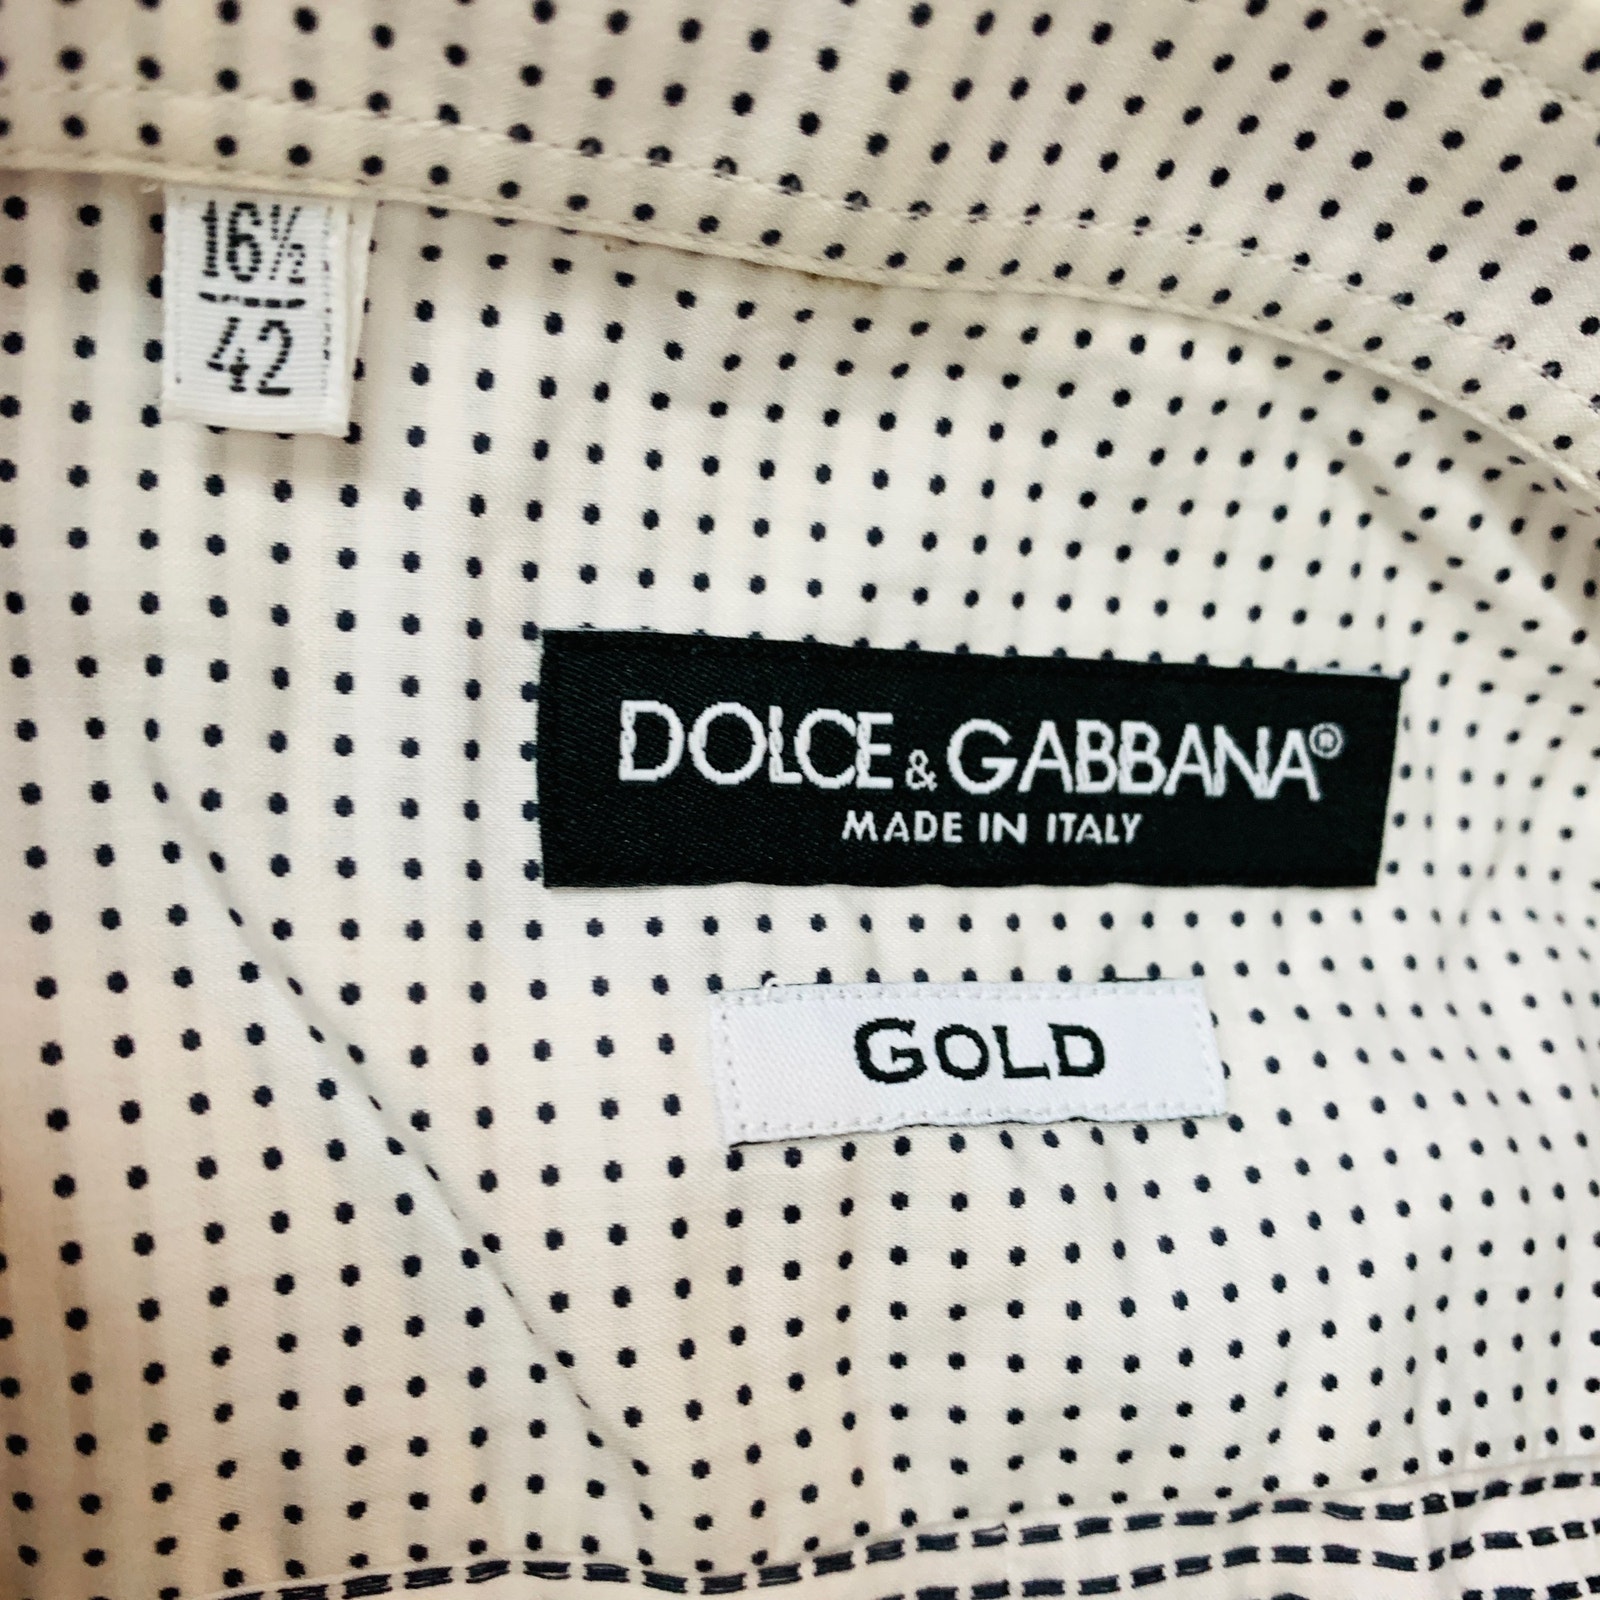 16½
42
DOLCE & GABBANA®
MADE IN ITALY
GOLD